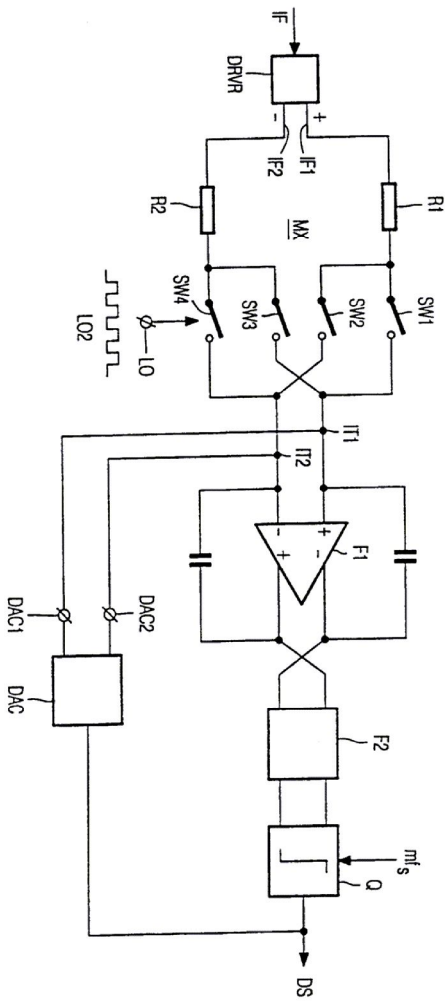 IF
DRVR
+
-
IF1
IF2
R1
R2
MX
SW1
SW2
SW3
SW4
LO
LO2
IT1
IT2
F1
+
-
-
+
DAC1
DAC2
DAC
F2
mfs
Q
DS